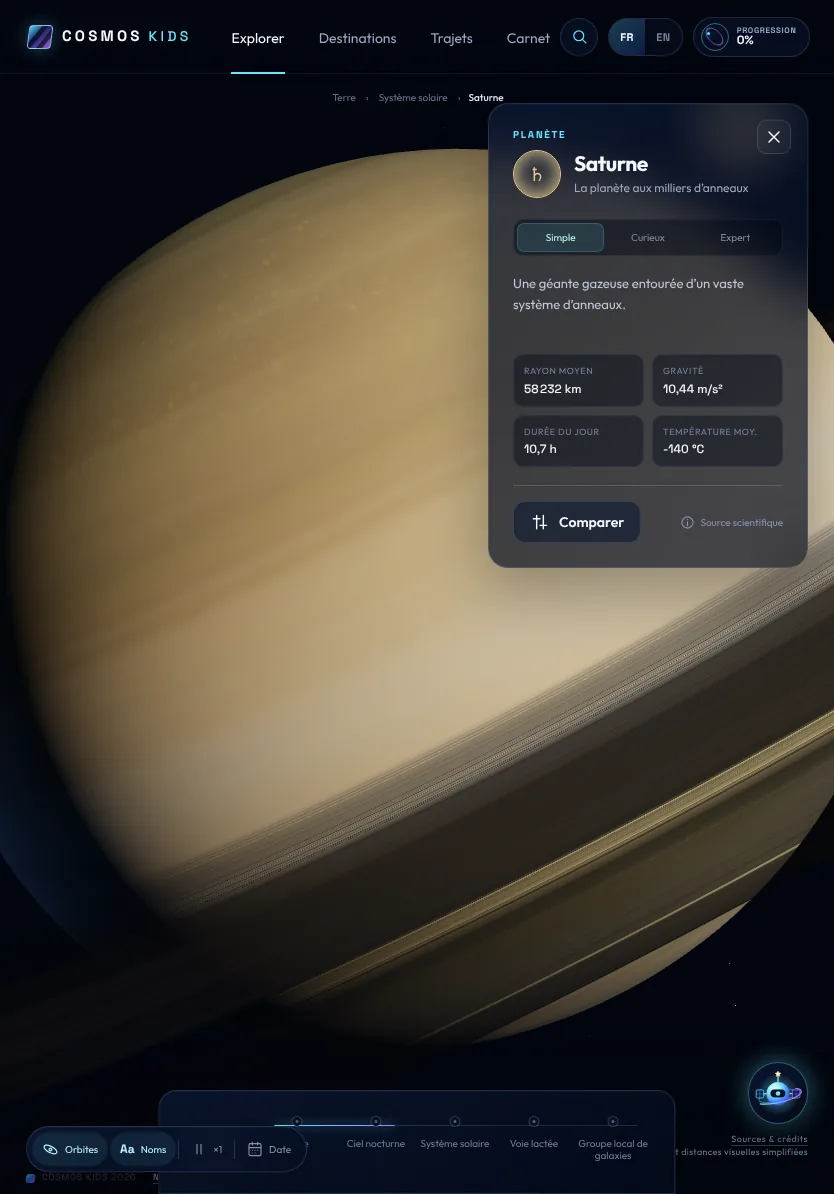 COSMOS KIDS
Explorer
Destinations
Trajets
Carnet
FR
EN
PROGRESSION
0%
Terre › Système solaire › Saturne
PLANÈTE
♄
Saturne
La planète aux milliers d'anneaux
Simple
Curieux
Expert
Une géante gazeuse entourée d'un vaste
système d'anneaux.
RAYON MOYEN
58 232 km
GRAVITÉ
10,44 m/s²
DURÉE DU JOUR
10,7 h
TEMPÉRATURE MOY.
-140 °C
Comparer
Source scientifique
Ciel nocturne
Système solaire
Voie lactée
Groupe local de
galaxies
Orbites
Aa Noms
×1
Date
Sources & crédits
t distances visuelles simplifiées
COSMOS KIDS 2026
N